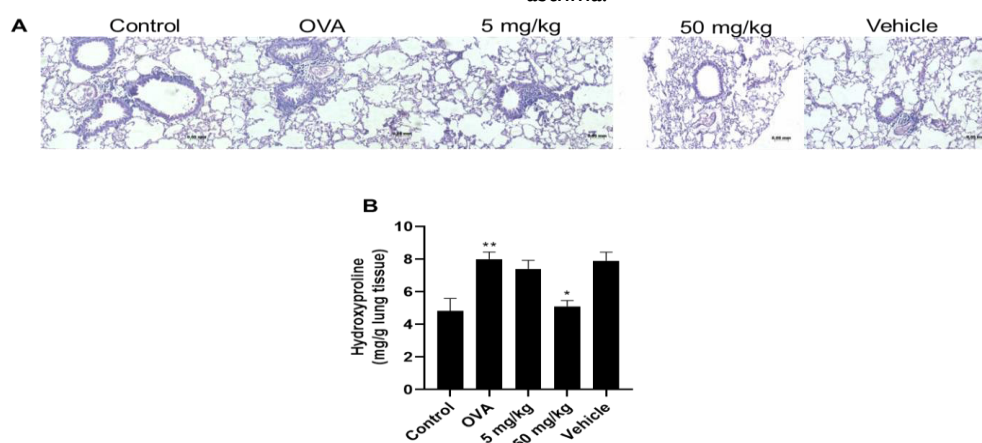 asthma.
A Control OVA 5 mg/kg 50 mg/kg Vehicle
B
Hydroxyproline
(mg/g lung tissue)
10
8
6
4
2
0
**
*
Control
OVA
5 mg/kg
50 mg/kg
Vehicle